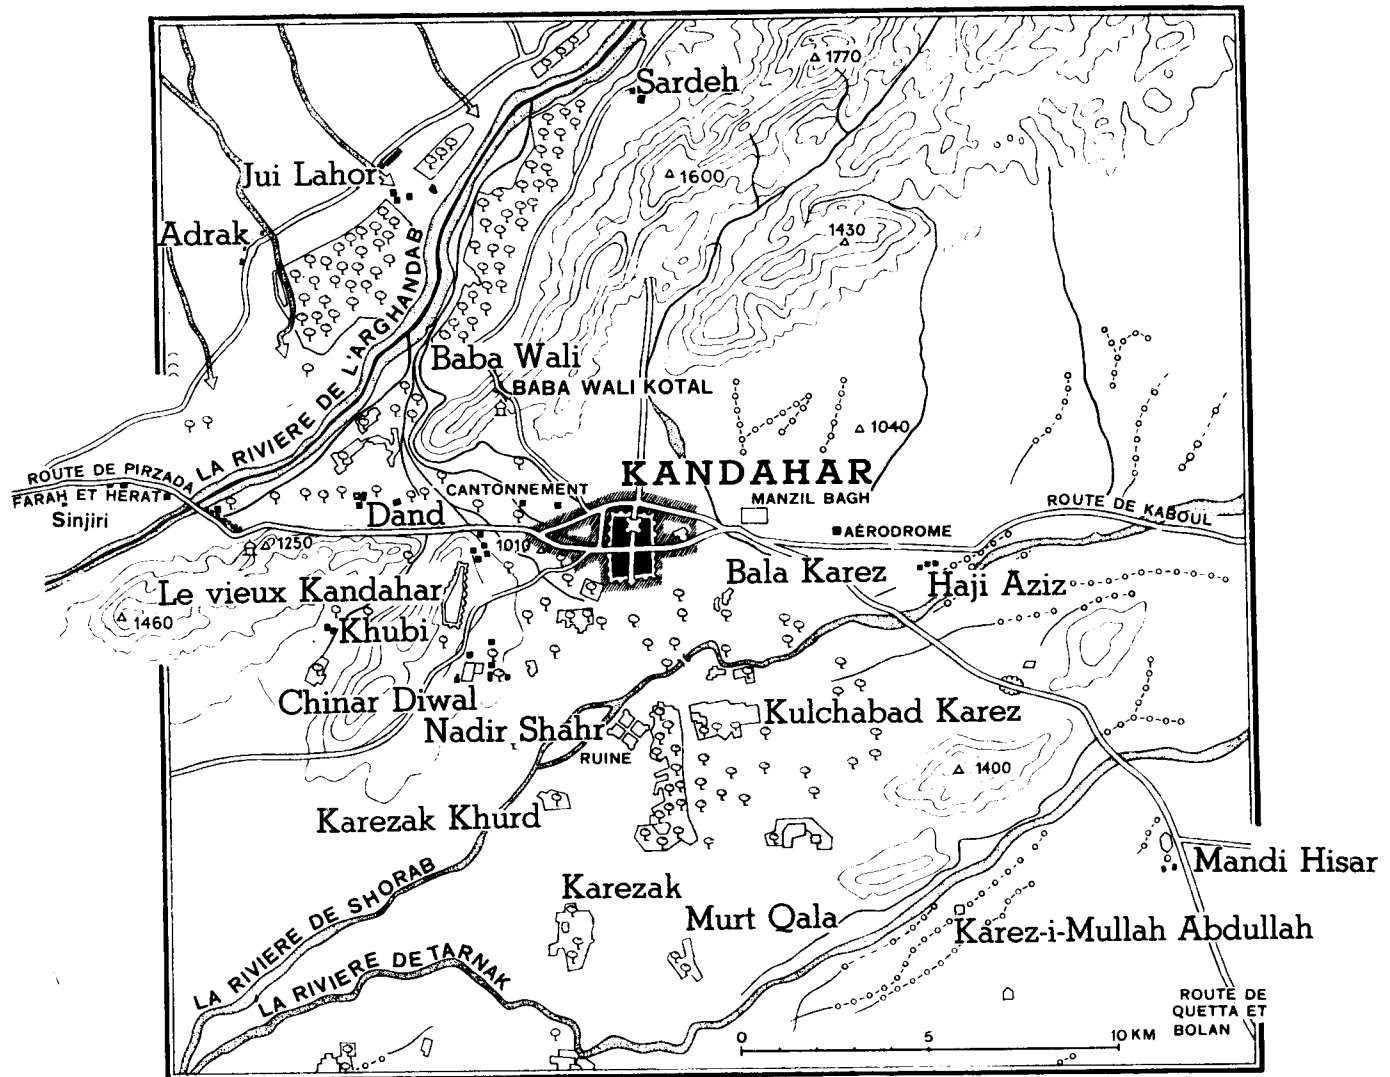 1770
Sardeh
1600
Jui Lahor
Adrak
1430
LA RIVIERE DE L'ARGHANDAB
Baba Wali
BABA WALI KOTAL
1040
KANDAHAR
MANZIL BAGH
ROUTE DE PIRZADA
FARAH ET HERAT
Sinjiri
CANTONNEMENT
Dand
ROUTE DE KABOUL
AÉRODROME
1250
1010
Bala Karez
Haji Aziz
Le vieux Kandahar
1460
Khubi
Chinar Diwal
Nadir Shahr
RUINE
Kulchabad Karez
1400
Karezak Khurd
Mandi Hisar
LA RIVIERE DE SHORAB
Karezak
Murt Qala
Kárez-i-Mullah Abdullah
LA RIVIERE DE TARNAK
ROUTE DE
QUETTA ET
BOLAN
0 5 10 KM